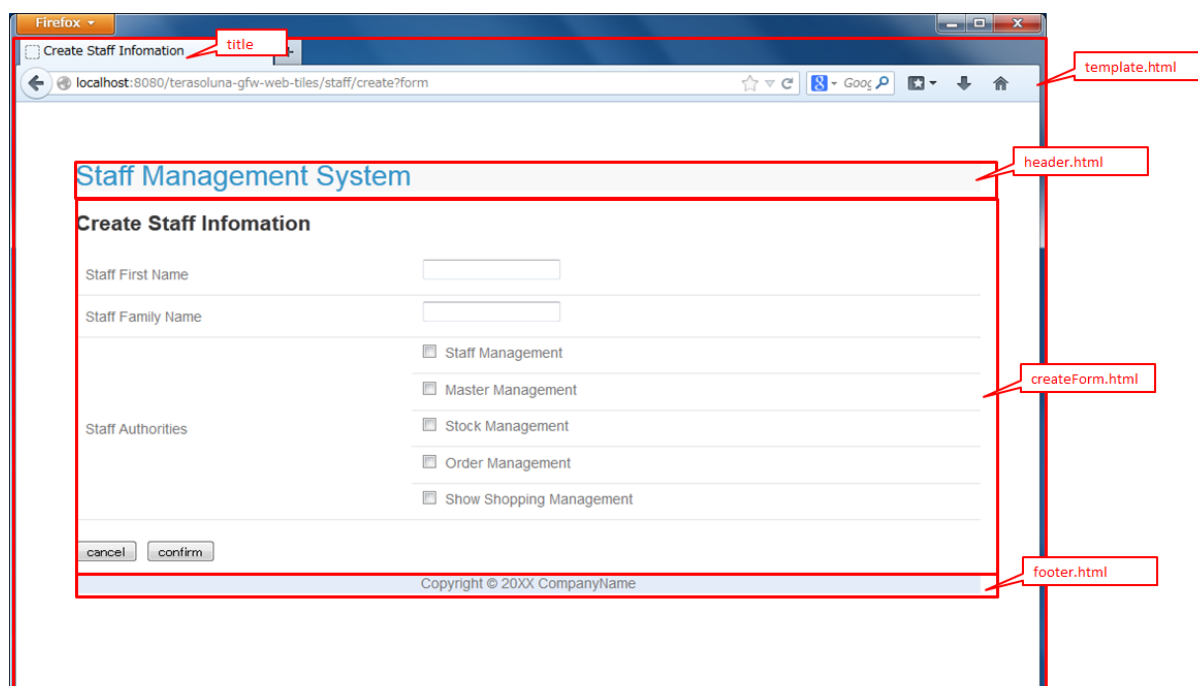 Firefox
Create Staff Infomation
title
template.html
localhost:8080/terasoluna-gfw-web-tiles/staff/create?form
8 - Goog
header.html
Staff Management System
Create Staff Infomation
Staff First Name
Staff Family Name
Staff Management
createForm.html
Master Management
Staff Authorities
Stock Management
Order Management
Show Shopping Management
cancel confirm
footer.html
Copyright © 20XX CompanyName